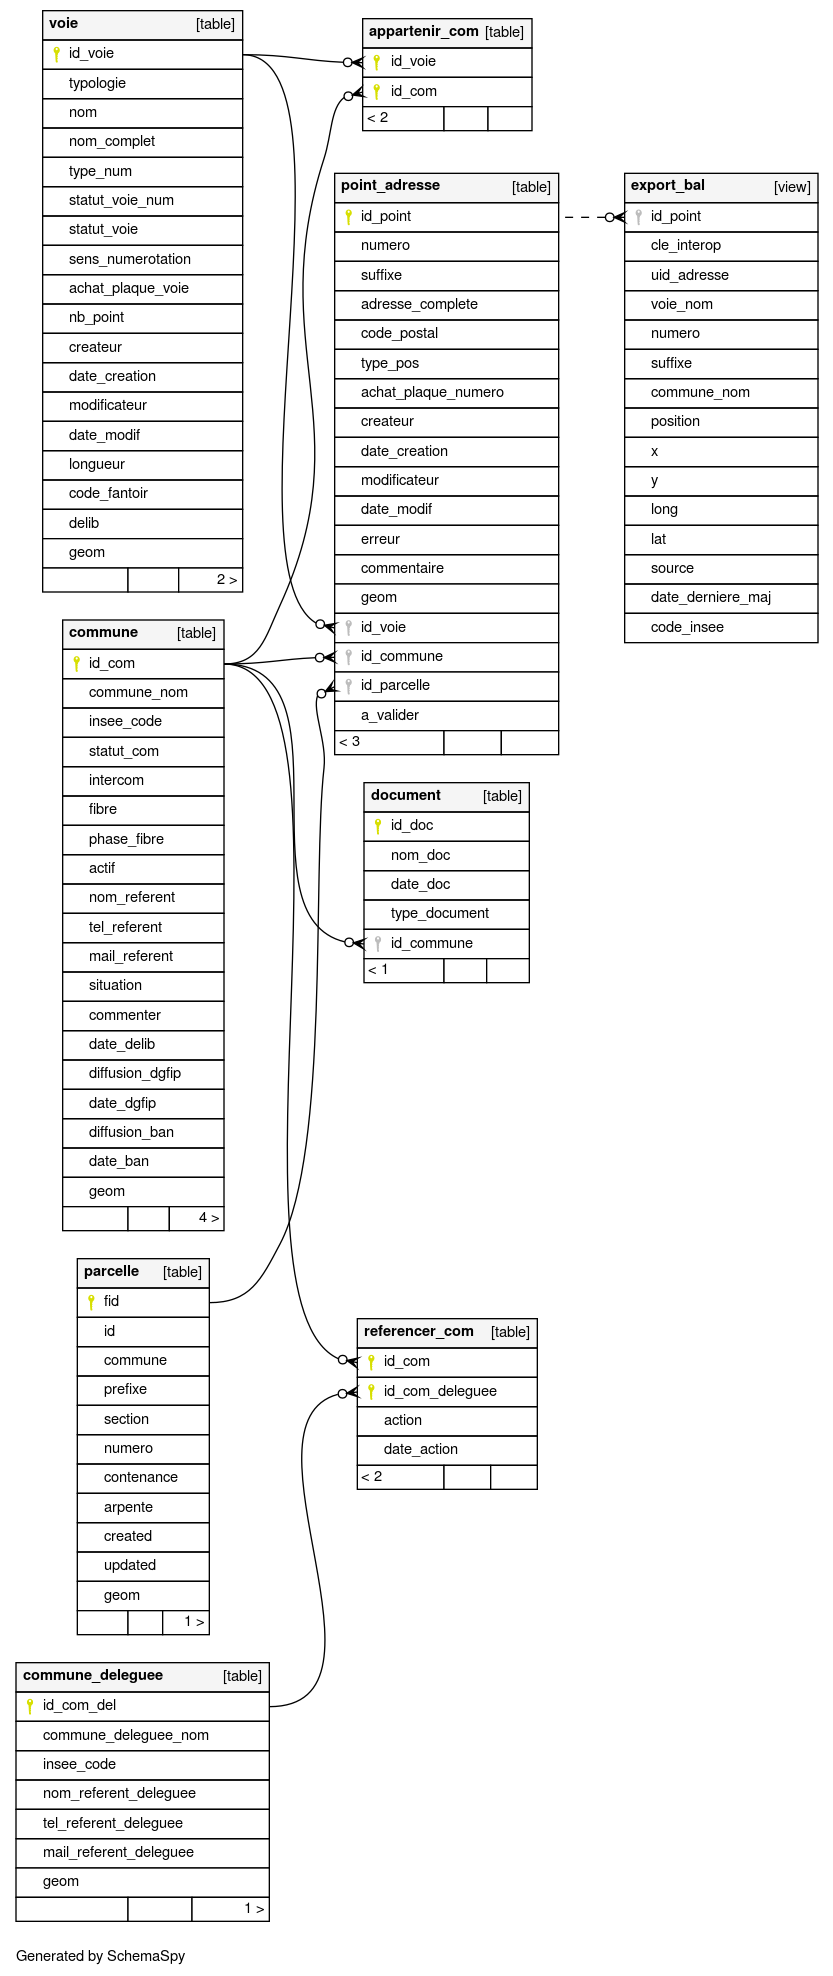 voie [table]
id_voie
typologie
nom
nom_complet
type_num
statut_voie_num
statut_voie
sens_numerotation
achat_plaque_voie
nb_point
createur
date_creation
modificateur
date_modif
longueur
code_fantoir
delib
geom
2 >
appartenir_com [table]
id_voie
id_com
< 2
point_adresse [table]
id_point
numero
suffixe
adresse_complete
code_postal
type_pos
achat_plaque_numero
createur
date_creation
modificateur
date_modif
erreur
commentaire
geom
id_voie
id_commune
id_parcelle
a_valider
< 3
export_bal [view]
id_point
cle_interop
uid_adresse
voie_nom
numero
suffixe
commune_nom
position
x
y
long
lat
source
date_derniere_maj
code_insee
commune [table]
id_com
commune_nom
insee_code
statut_com
intercom
fibre
phase_fibre
actif
nom_referent
tel_referent
mail_referent
situation
commenter
date_delib
diffusion_dgfip
date_dgfip
diffusion_ban
date_ban
geom
4 >
document [table]
id_doc
nom_doc
date_doc
type_document
id_commune
< 1
parcelle [table]
fid
id
commune
prefixe
section
numero
contenance
arpente
created
updated
geom
1 >
referencer_com [table]
id_com
id_com_deleguee
action
date_action
< 2
commune_deleguee [table]
id_com_del
commune_deleguee_nom
insee_code
nom_referent_deleguee
tel_referent_deleguee
mail_referent_deleguee
geom
1 >
Generated by SchemaSpy